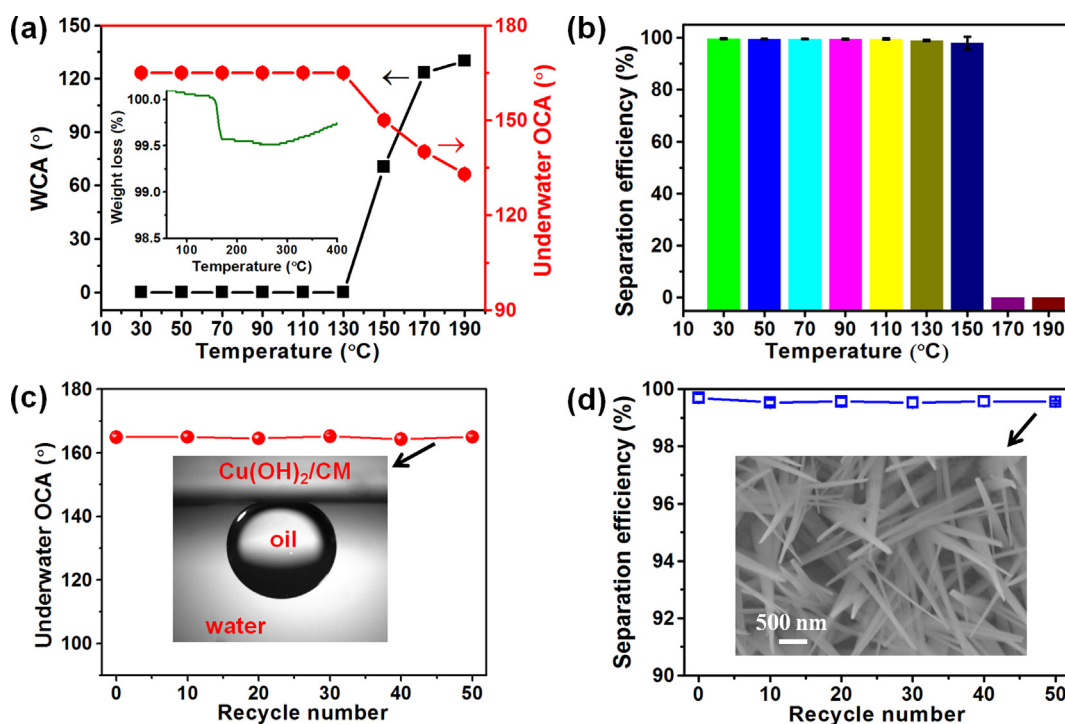 (a)
WCA (°)
150
120
90
60
30
0
100.0
99.5
99.0
98.5
Weight loss (%)
100 200 300 400
Temperature (°C)
180
150
120
90
Underwater OCA (°)
10 30 50 70 90 110 130 150 170 190
Temperature (°C)
(b)
Separation efficiency (%)
100
80
60
40
20
0
10 30 50 70 90 110 130 150 170 190
Temperature (°C)
(c)
Underwater OCA (°)
180
160
140
120
100
Cu(OH)₂/CM
oil
water
0 10 20 30 40 50
Recycle number
(d)
Separation efficiency (%)
100
98
96
94
92
90
500 nm
0 10 20 30 40 50
Recycle number